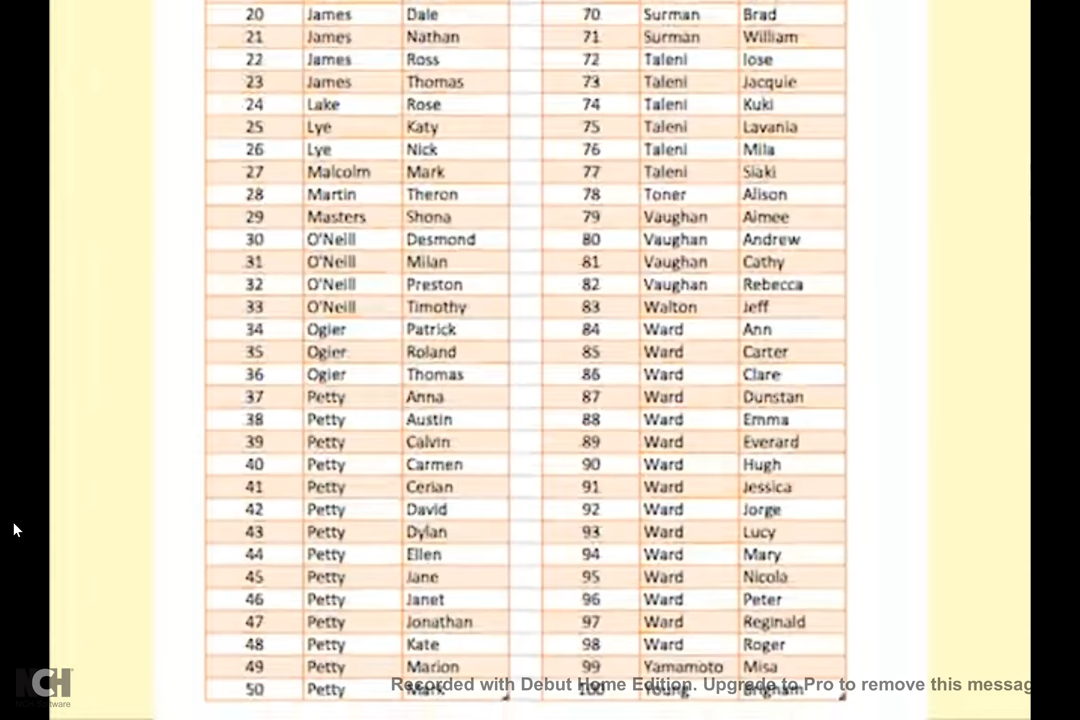 20 James Dale 70 Surman Brad
21 James Nathan 71 Surman William
22 James Ross 72 Taleni Iose
23 James Thomas 73 Taleni Jacquie
24 Lake Rose 74 Taleni Kuki
25 Lye Katy 75 Taleni Lavania
26 Lye Nick 76 Taleni Mila
27 Malcolm Mark 77 Taleni Siaki
28 Martin Theron 78 Toner Alison
29 Masters Shona 79 Vaughan Aimee
30 O'Neill Desmond 80 Vaughan Andrew
31 O'Neill Milan 81 Vaughan Cathy
32 O'Neill Preston 82 Vaughan Rebecca
33 O'Neill Timothy 83 Walton Jeff
34 Ogier Patrick 84 Ward Ann
35 Ogier Roland 85 Ward Carter
36 Ogier Thomas 86 Ward Clare
37 Petty Anna 87 Ward Dunstan
38 Petty Austin 88 Ward Emma
39 Petty Calvin 89 Ward Everard
40 Petty Carmen 90 Ward Hugh
41 Petty Cerian 91 Ward Jessica
42 Petty David 92 Ward Jorge
43 Petty Dylan 93 Ward Lucy
44 Petty Ellen 94 Ward Mary
45 Petty Jane 95 Ward Nicola
46 Petty Janet 96 Ward Peter
47 Petty Jonathan 97 Ward Reginald
48 Petty Kate 98 Ward Roger
49 Petty Marion 99 Yamamoto Misa
50 Petty Mark 100 Young Brigham
NCH
NCH Software
Recorded with Debut Home Edition. Upgrade to Pro to remove this messag